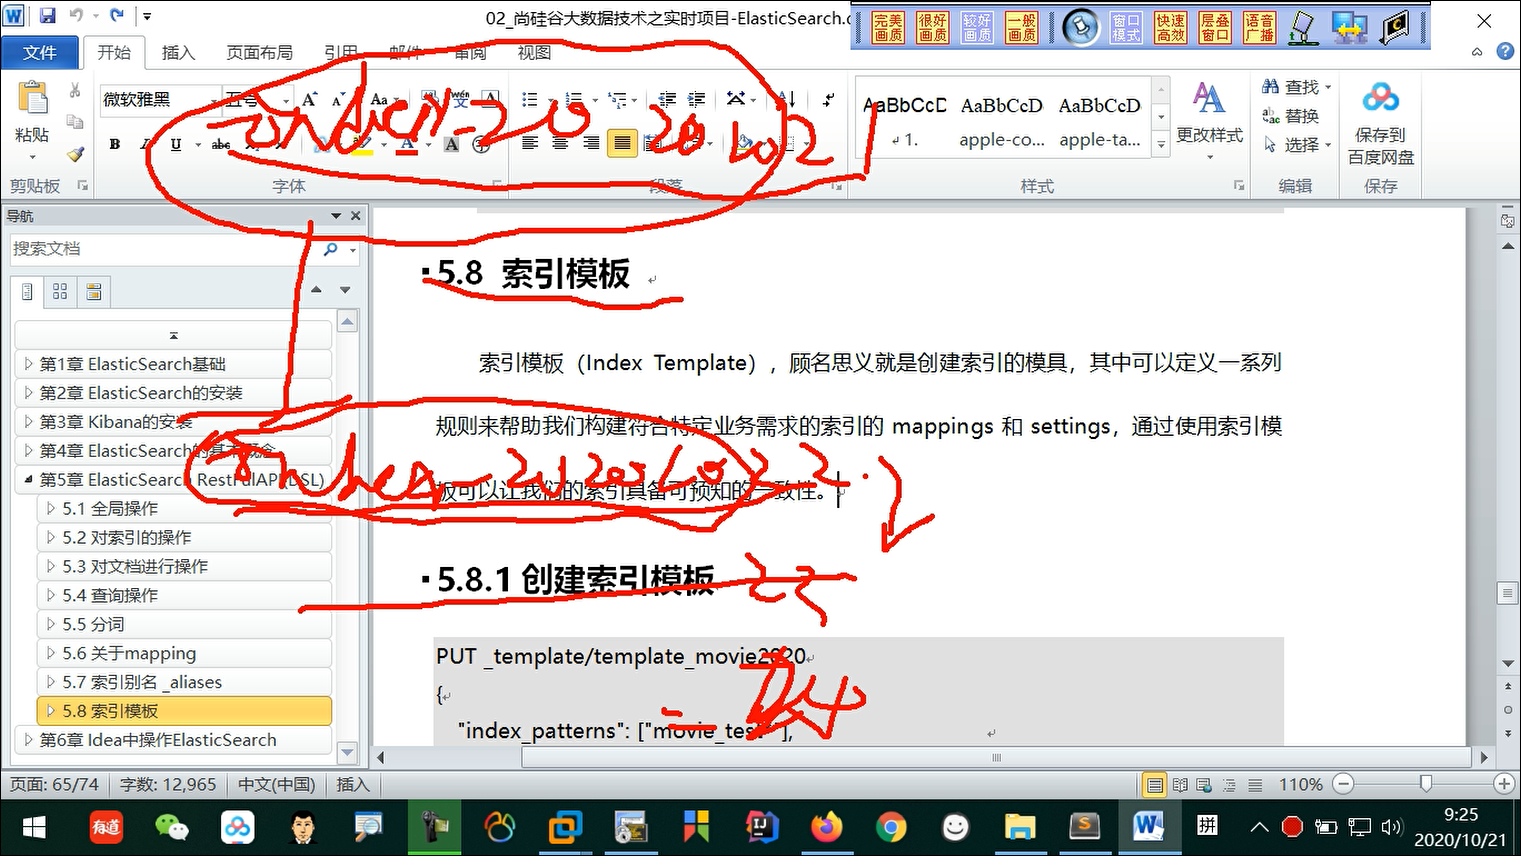 02_尚硅谷大数据技术之实时项目-ElasticSearch.d
完美画质 很好画质 较好画质 一般画质 窗口模式 快速高效 层叠窗口 语音广播
文件 开始 插入 页面布局 引用 邮件 审阅 视图
微软雅黑 五号
粘贴
剪贴板 字体 段落 样式 编辑 保存
AaBbCcD AaBbCcD AaBbCcD
1. apple-co... apple-ta...
更改样式
查找
替换
选择
保存到
百度网盘
导航
搜索文档
第1章 ElasticSearch基础
第2章 ElasticSearch的安装
第3章 Kibana的安装
第4章 ElasticSearch的基本概念
第5章 ElasticSearch RestfulAPI(DSL)
5.1 全局操作
5.2 对索引的操作
5.3 对文档进行操作
5.4 查询操作
5.5 分词
5.6 关于mapping
5.7 索引别名 _aliases
5.8 索引模板
第6章 Idea中操作ElasticSearch
5.8 索引模板
索引模板（Index Template），顾名思义就是创建索引的模具，其中可以定义一系列
规则来帮助我们构建符合特定业务需求的索引的 mappings 和 settings，通过使用索引模
板可以让我们的索引具备可预知的一致性。
5.8.1 创建索引模板
PUT _template/template_movie2020
{
"index_patterns": ["movie_test*"],
页面: 65/74 字数: 12,965 中文(中国) 插入 110%
有道 拼 9:25
2020/10/21